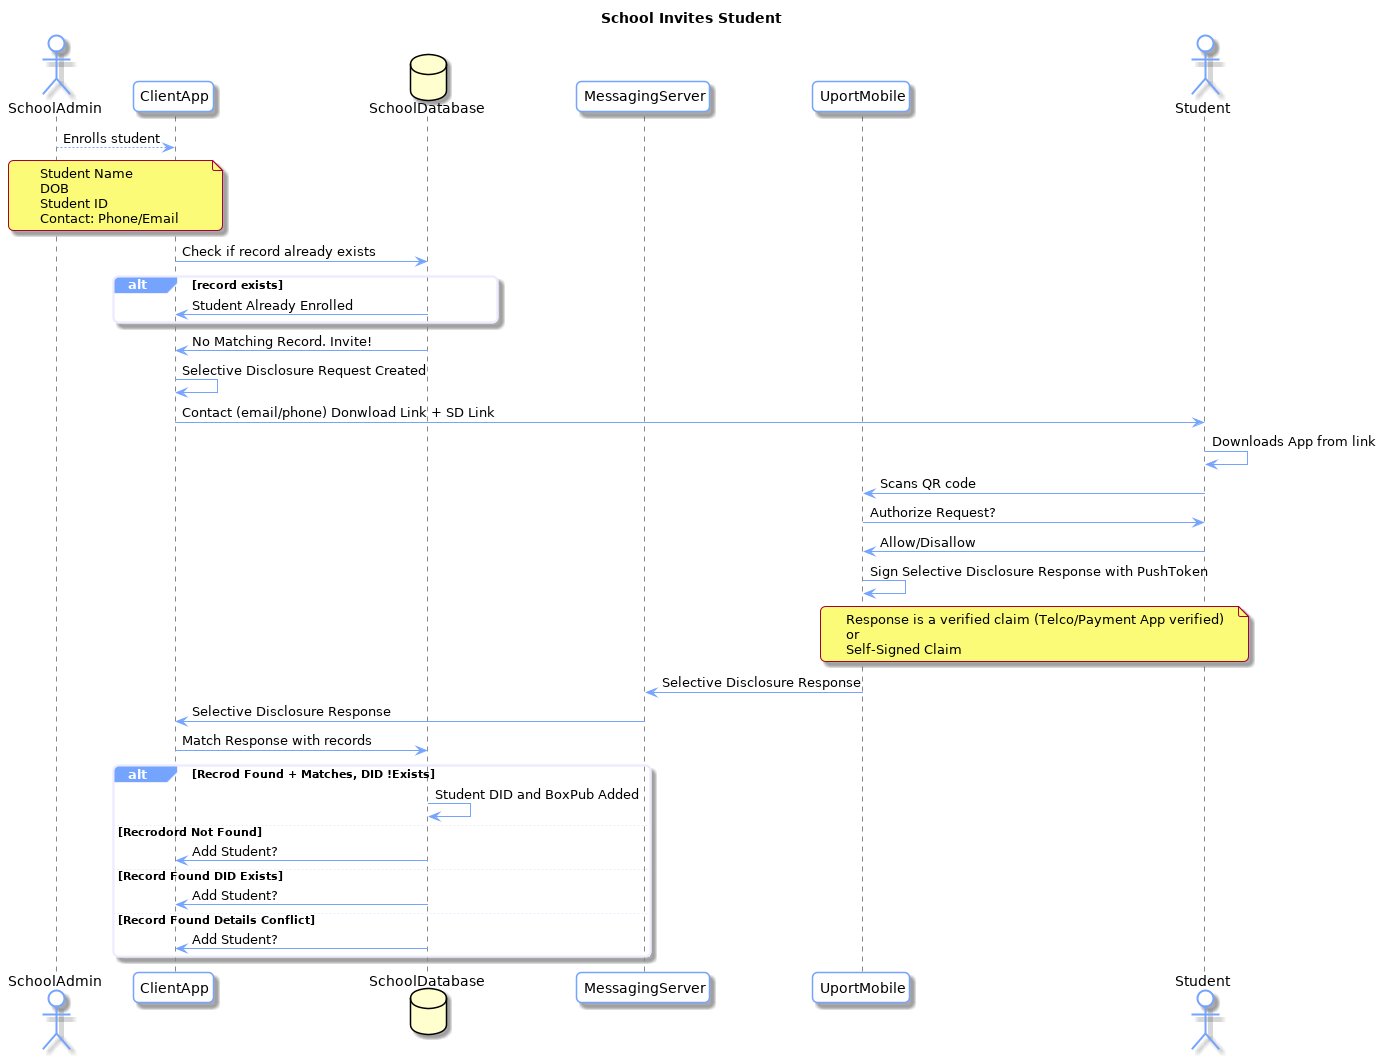 School Invites Student
SchoolAdmin
ClientApp
SchoolDatabase
MessagingServer
UportMobile
Student
Enrolls student
Student Name
DOB
Student ID
Contact: Phone/Email
Check if record already exists
alt
[record exists]
Student Already Enrolled
No Matching Record. Invite!
Selective Disclosure Request Created
Contact (email/phone) Donwload Link + SD Link
Downloads App from link
Scans QR code
Authorize Request?
Allow/Disallow
Sign Selective Disclosure Response with PushToken
Response is a verified claim (Telco/Payment App verified)
or
Self-Signed Claim
Selective Disclosure Response
Selective Disclosure Response
Match Response with records
alt
[Recrod Found + Matches, DID !Exists]
Student DID and BoxPub Added
[Recrodord Not Found]
Add Student?
[Record Found DID Exists]
Add Student?
[Record Found Details Conflict]
Add Student?
SchoolAdmin
ClientApp
SchoolDatabase
MessagingServer
UportMobile
Student